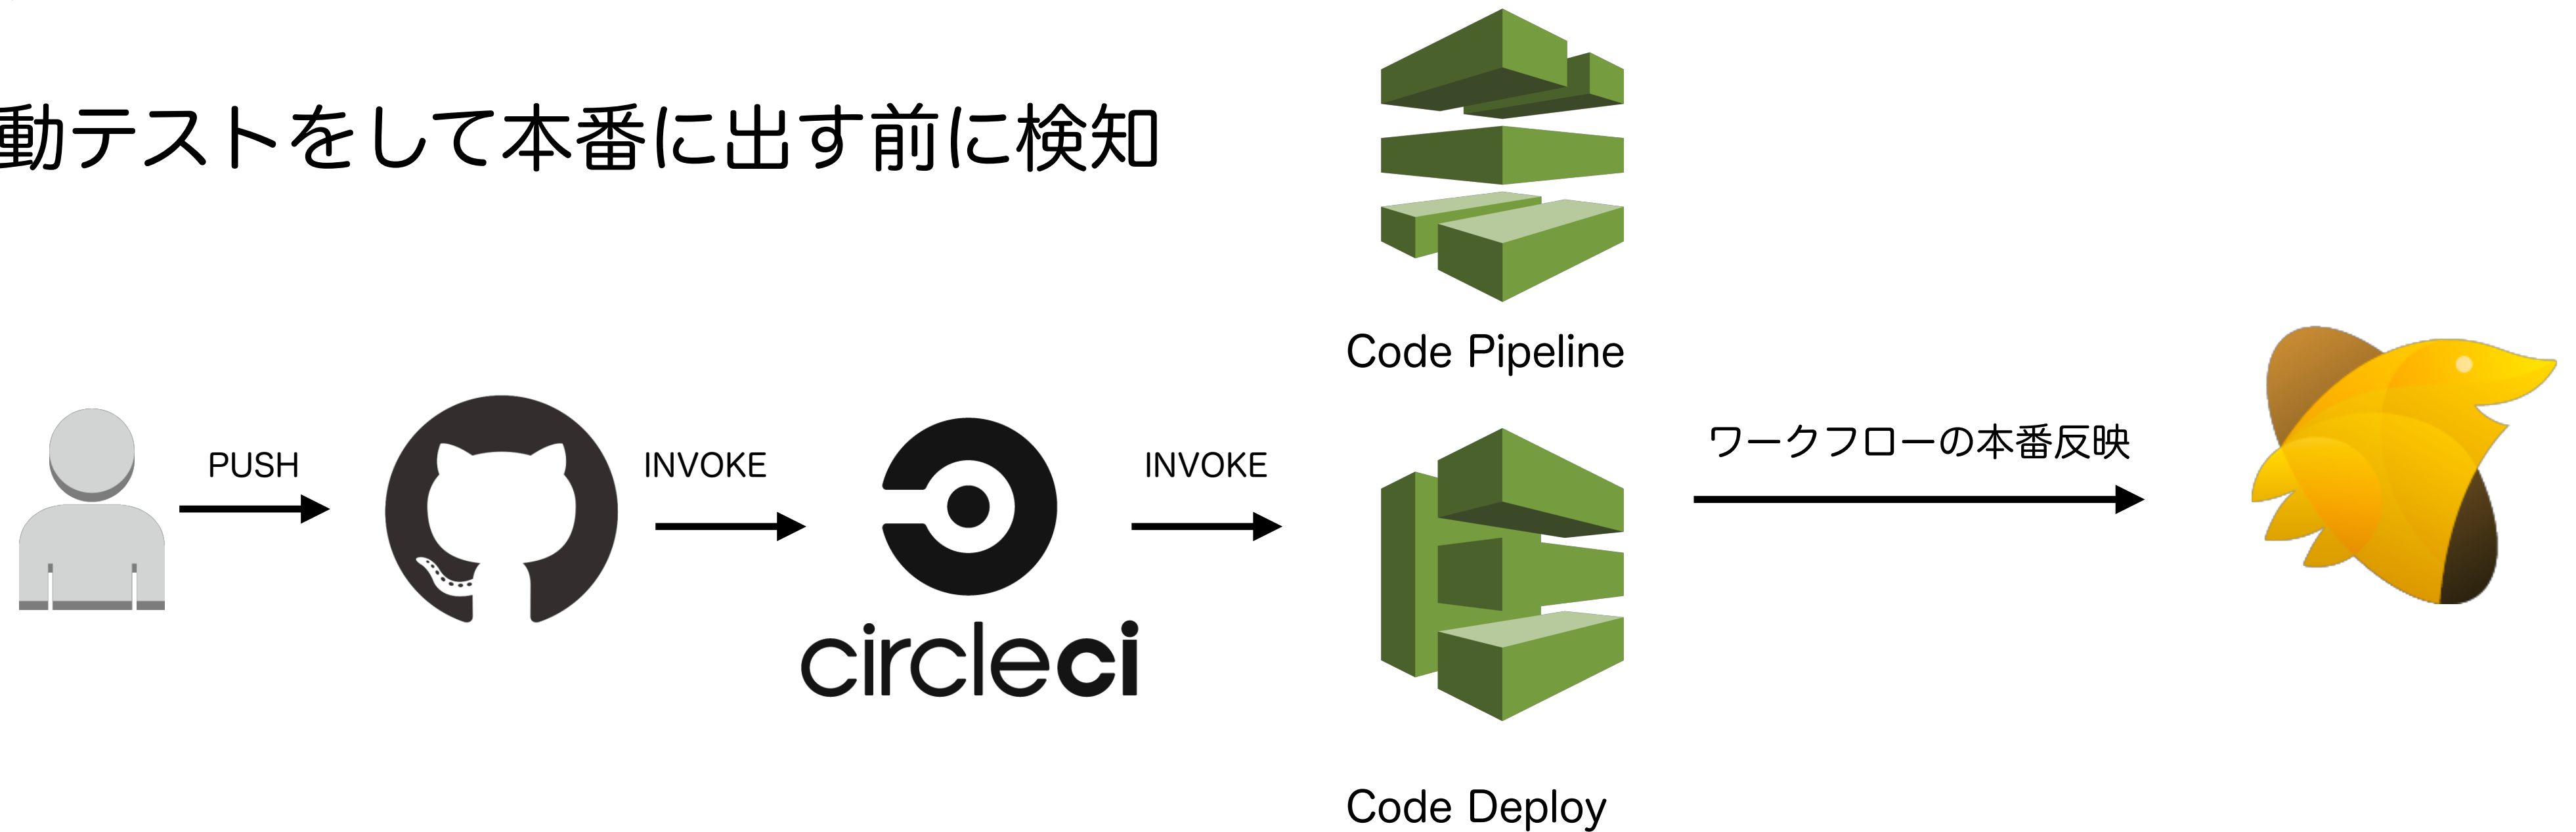 動テストをして本番に出す前に検知
Code Pipeline
PUSH
INVOKE
INVOKE
ワークフローの本番反映
circleci
Code Deploy